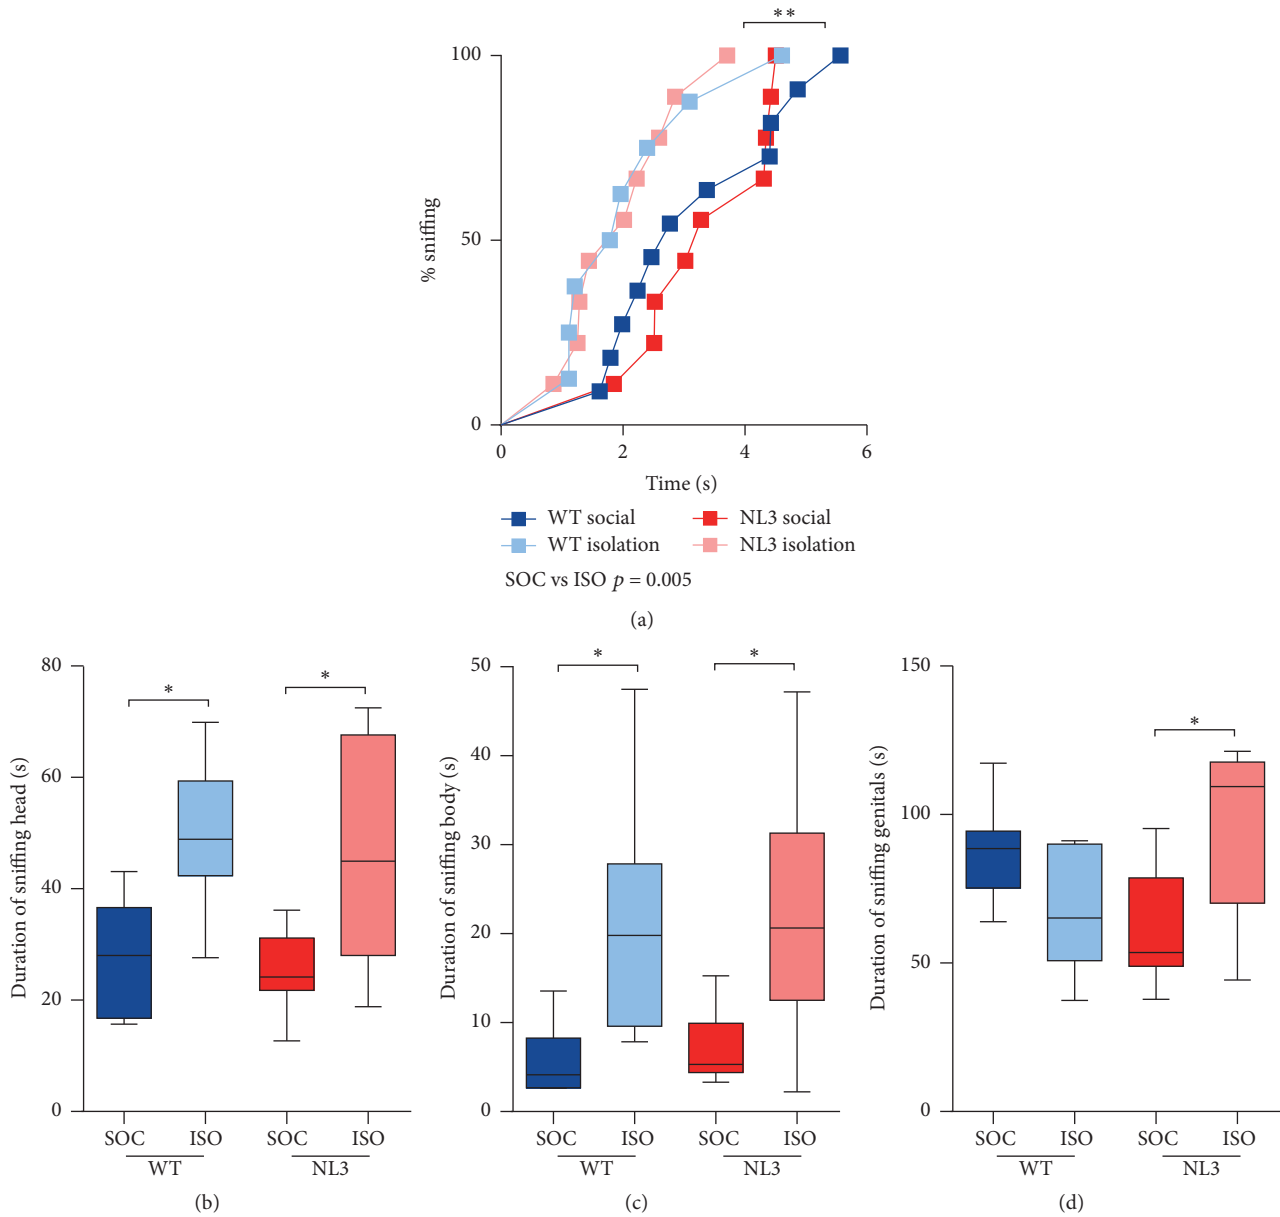 **
100
50
0
% sniffing
0 2 4 6
Time (s)
WT social NL3 social
WT isolation NL3 isolation
SOC vs ISO p = 0.005
(a)
80
60
40
20
0
Duration of sniffing head (s)
* *
SOC ISO SOC ISO
WT NL3
(b)
50
40
30
20
10
0
Duration of sniffing body (s)
* *
SOC ISO SOC ISO
WT NL3
(c)
150
100
50
0
Duration of sniffing genitals (s)
*
SOC ISO SOC ISO
WT NL3
(d)